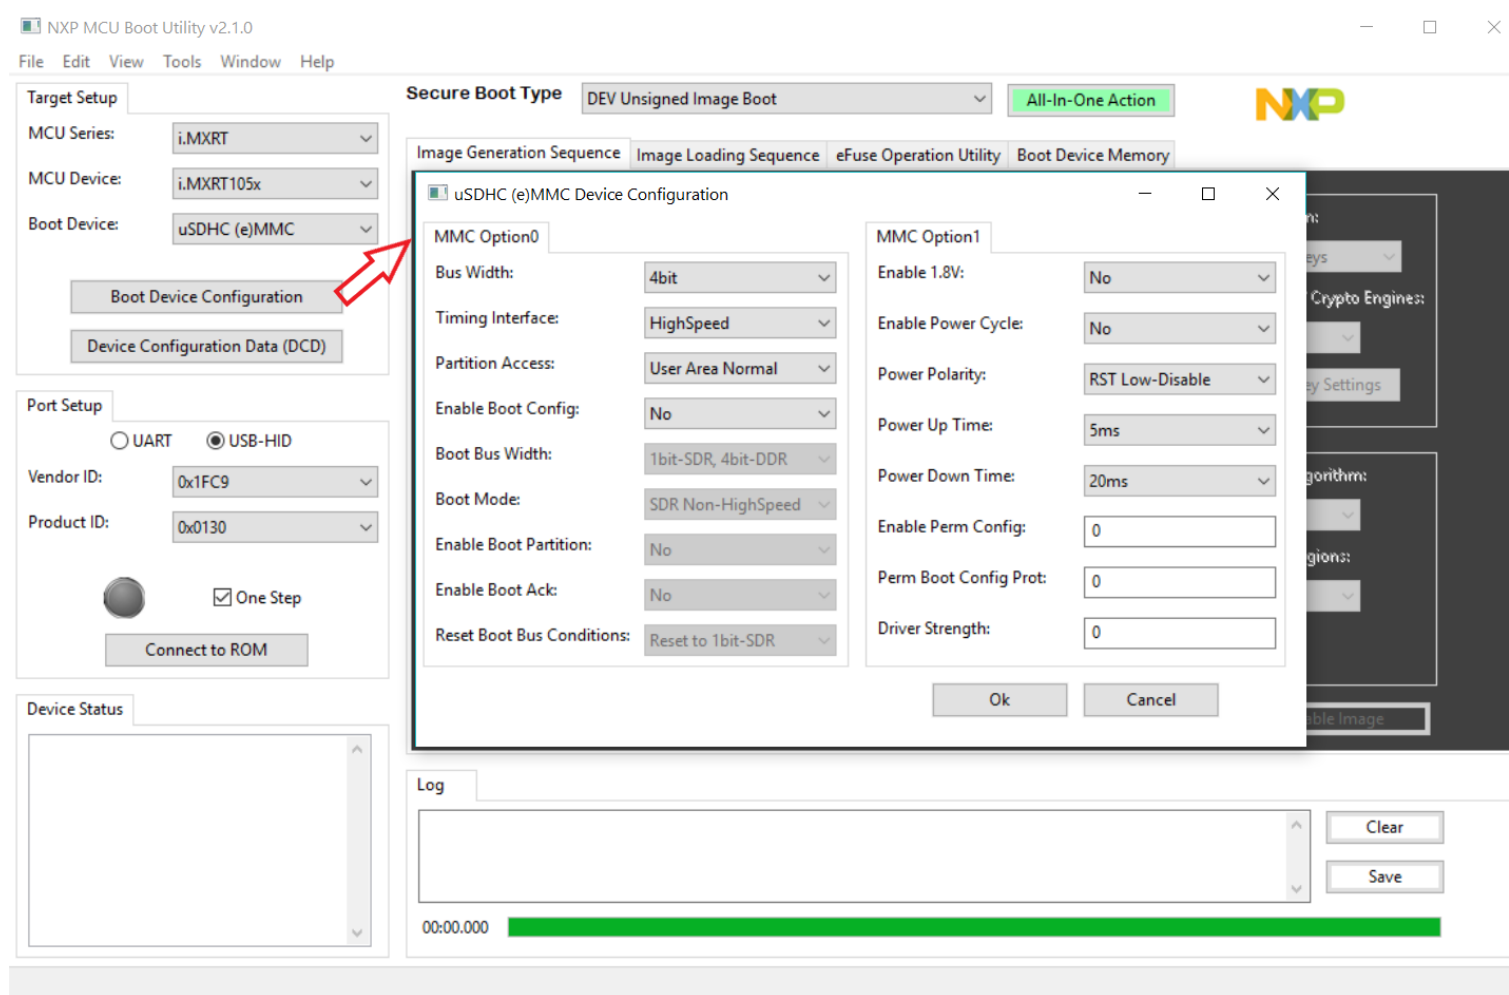 NXP MCU Boot Utility v2.1.0
File Edit View Tools Window Help
Target Setup
MCU Series: i.MXRT
MCU Device: i.MXRT105x
Boot Device: uSDHC (e)MMC
Boot Device Configuration
Device Configuration Data (DCD)
Port Setup
UART USB-HID
Vendor ID: 0x1FC9
Product ID: 0x0130
One Step
Connect to ROM
Device Status
Secure Boot Type DEV Unsigned Image Boot All-In-One Action
NXP
Image Generation Sequence Image Loading Sequence eFuse Operation Utility Boot Device Memory
uSDHC (e)MMC Device Configuration
MMC Option0
Bus Width: 4bit
Timing Interface: HighSpeed
Partition Access: User Area Normal
Enable Boot Config: No
Boot Bus Width: 1bit-SDR, 4bit-DDR
Boot Mode: SDR Non-HighSpeed
Enable Boot Partition: No
Enable Boot Ack: No
Reset Boot Bus Conditions: Reset to 1bit-SDR
MMC Option1
Enable 1.8V: No
Enable Power Cycle: No
Power Polarity: RST Low-Disable
Power Up Time: 5ms
Power Down Time: 20ms
Enable Perm Config: 0
Perm Boot Config Prot: 0
Driver Strength: 0
Ok Cancel
Crypto Engines:
Settings
Image
Log
Clear
Save
00:00.000